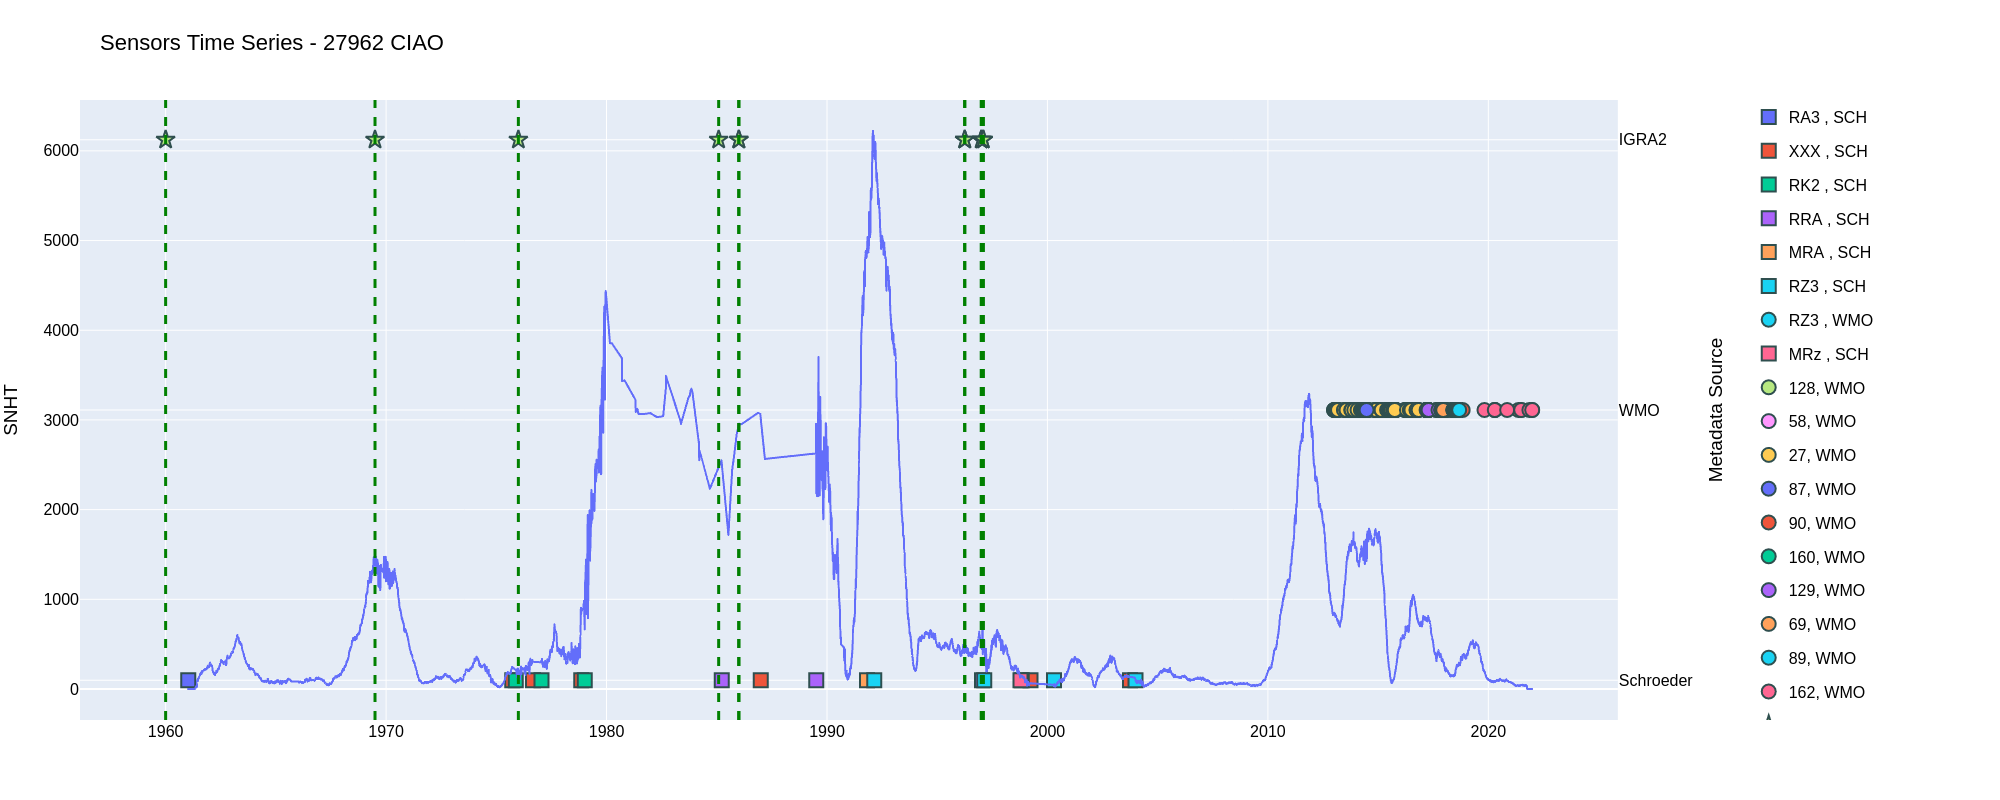 Sensors Time Series - 27962 CIAO
SNHT
6000
5000
4000
3000
2000
1000
0
1960
1970
1980
1990
2000
2010
2020
IGRA2
WMO
Schroeder
Metadata Source
RA3 , SCH
XXX , SCH
RK2 , SCH
RRA , SCH
MRA , SCH
RZ3 , SCH
RZ3 , WMO
MRz , SCH
128, WMO
58, WMO
27, WMO
87, WMO
90, WMO
160, WMO
129, WMO
69, WMO
89, WMO
162, WMO